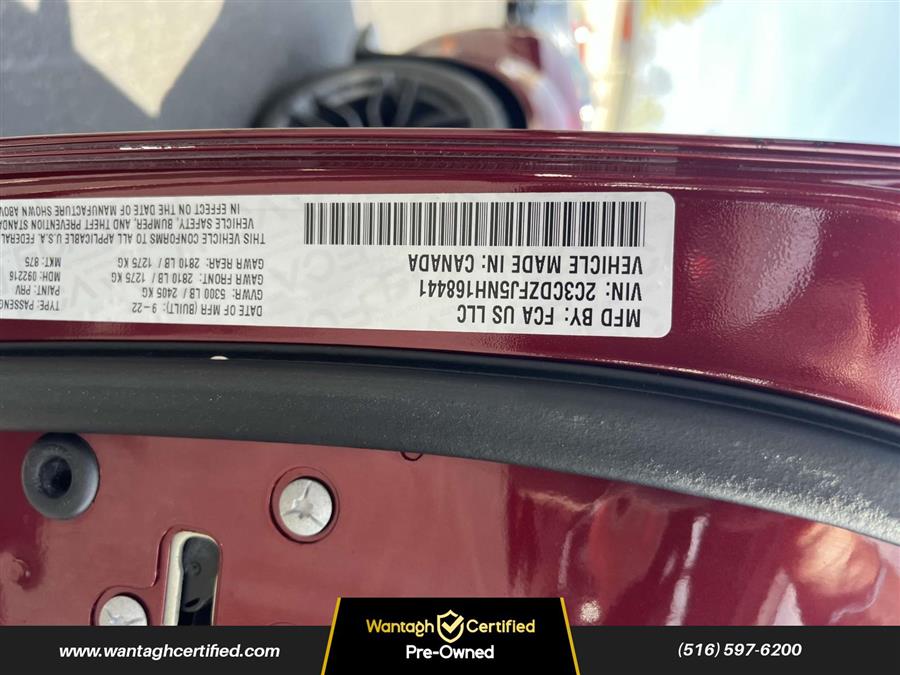 MFD BY: FCA US LLC
VIN: 2C3CDZFJ5NH168441
VEHICLE MADE IN: CANADA
DATE OF MFR (BUILT): 9-22
GVWR: 5300 LB / 2405 KG
GAWR FRONT: 2810 LB / 1275 KG
GAWR REAR: 2810 LB / 1275 KG
THIS VEHICLE CONFORMS TO ALL APPLICABLE U.S.A. FEDERAL
VEHICLE SAFETY, BUMPER, AND THEFT PREVENTION STANDA
IN EFFECT ON THE DATE OF MANUFACTURE SHOWN ABOV
TYPE: PASSENG
PAINT: PRV
MDH: 092216
MKT: 875
www.wantaghcertified.com
Wantagh Certified
Pre-Owned
(516) 597-6200